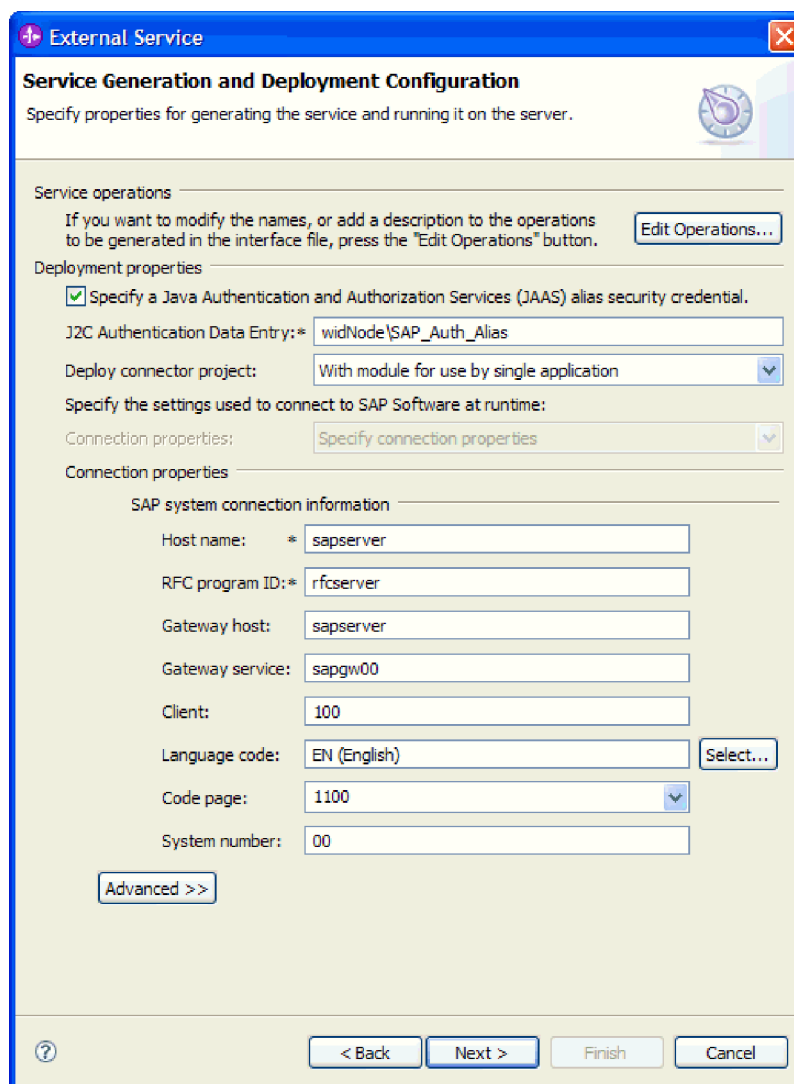 External Service
Service Generation and Deployment Configuration
Specify properties for generating the service and running it on the server.
Service operations
If you want to modify the names, or add a description to the operations
to be generated in the interface file, press the "Edit Operations" button.
Edit Operations...
Deployment properties
Specify a Java Authentication and Authorization Services (JAAS) alias security credential.
J2C Authentication Data Entry:* widNode\SAP_Auth_Alias
Deploy connector project: With module for use by single application
Specify the settings used to connect to SAP Software at runtime:
Connection properties: Specify connection properties
Connection properties
SAP system connection information
Host name: * sapserver
RFC program ID:* rfcserver
Gateway host: sapserver
Gateway service: sapgw00
Client: 100
Language code: EN (English) Select...
Code page: 1100
System number: 00
Advanced >>
? < Back Next > Finish Cancel